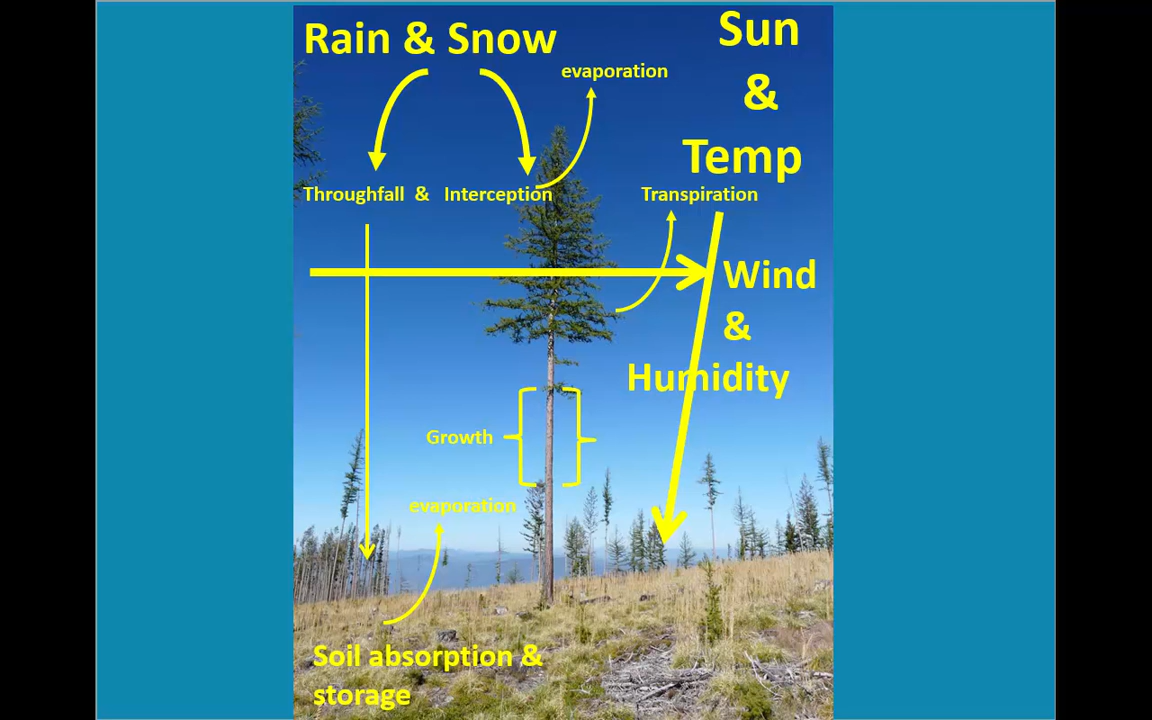 Rain & Snow
Sun
&
Temp
evaporation
Throughfall & Interception
Transpiration
Wind
&
Humidity
Growth
evaporation
Soil absorption &
storage